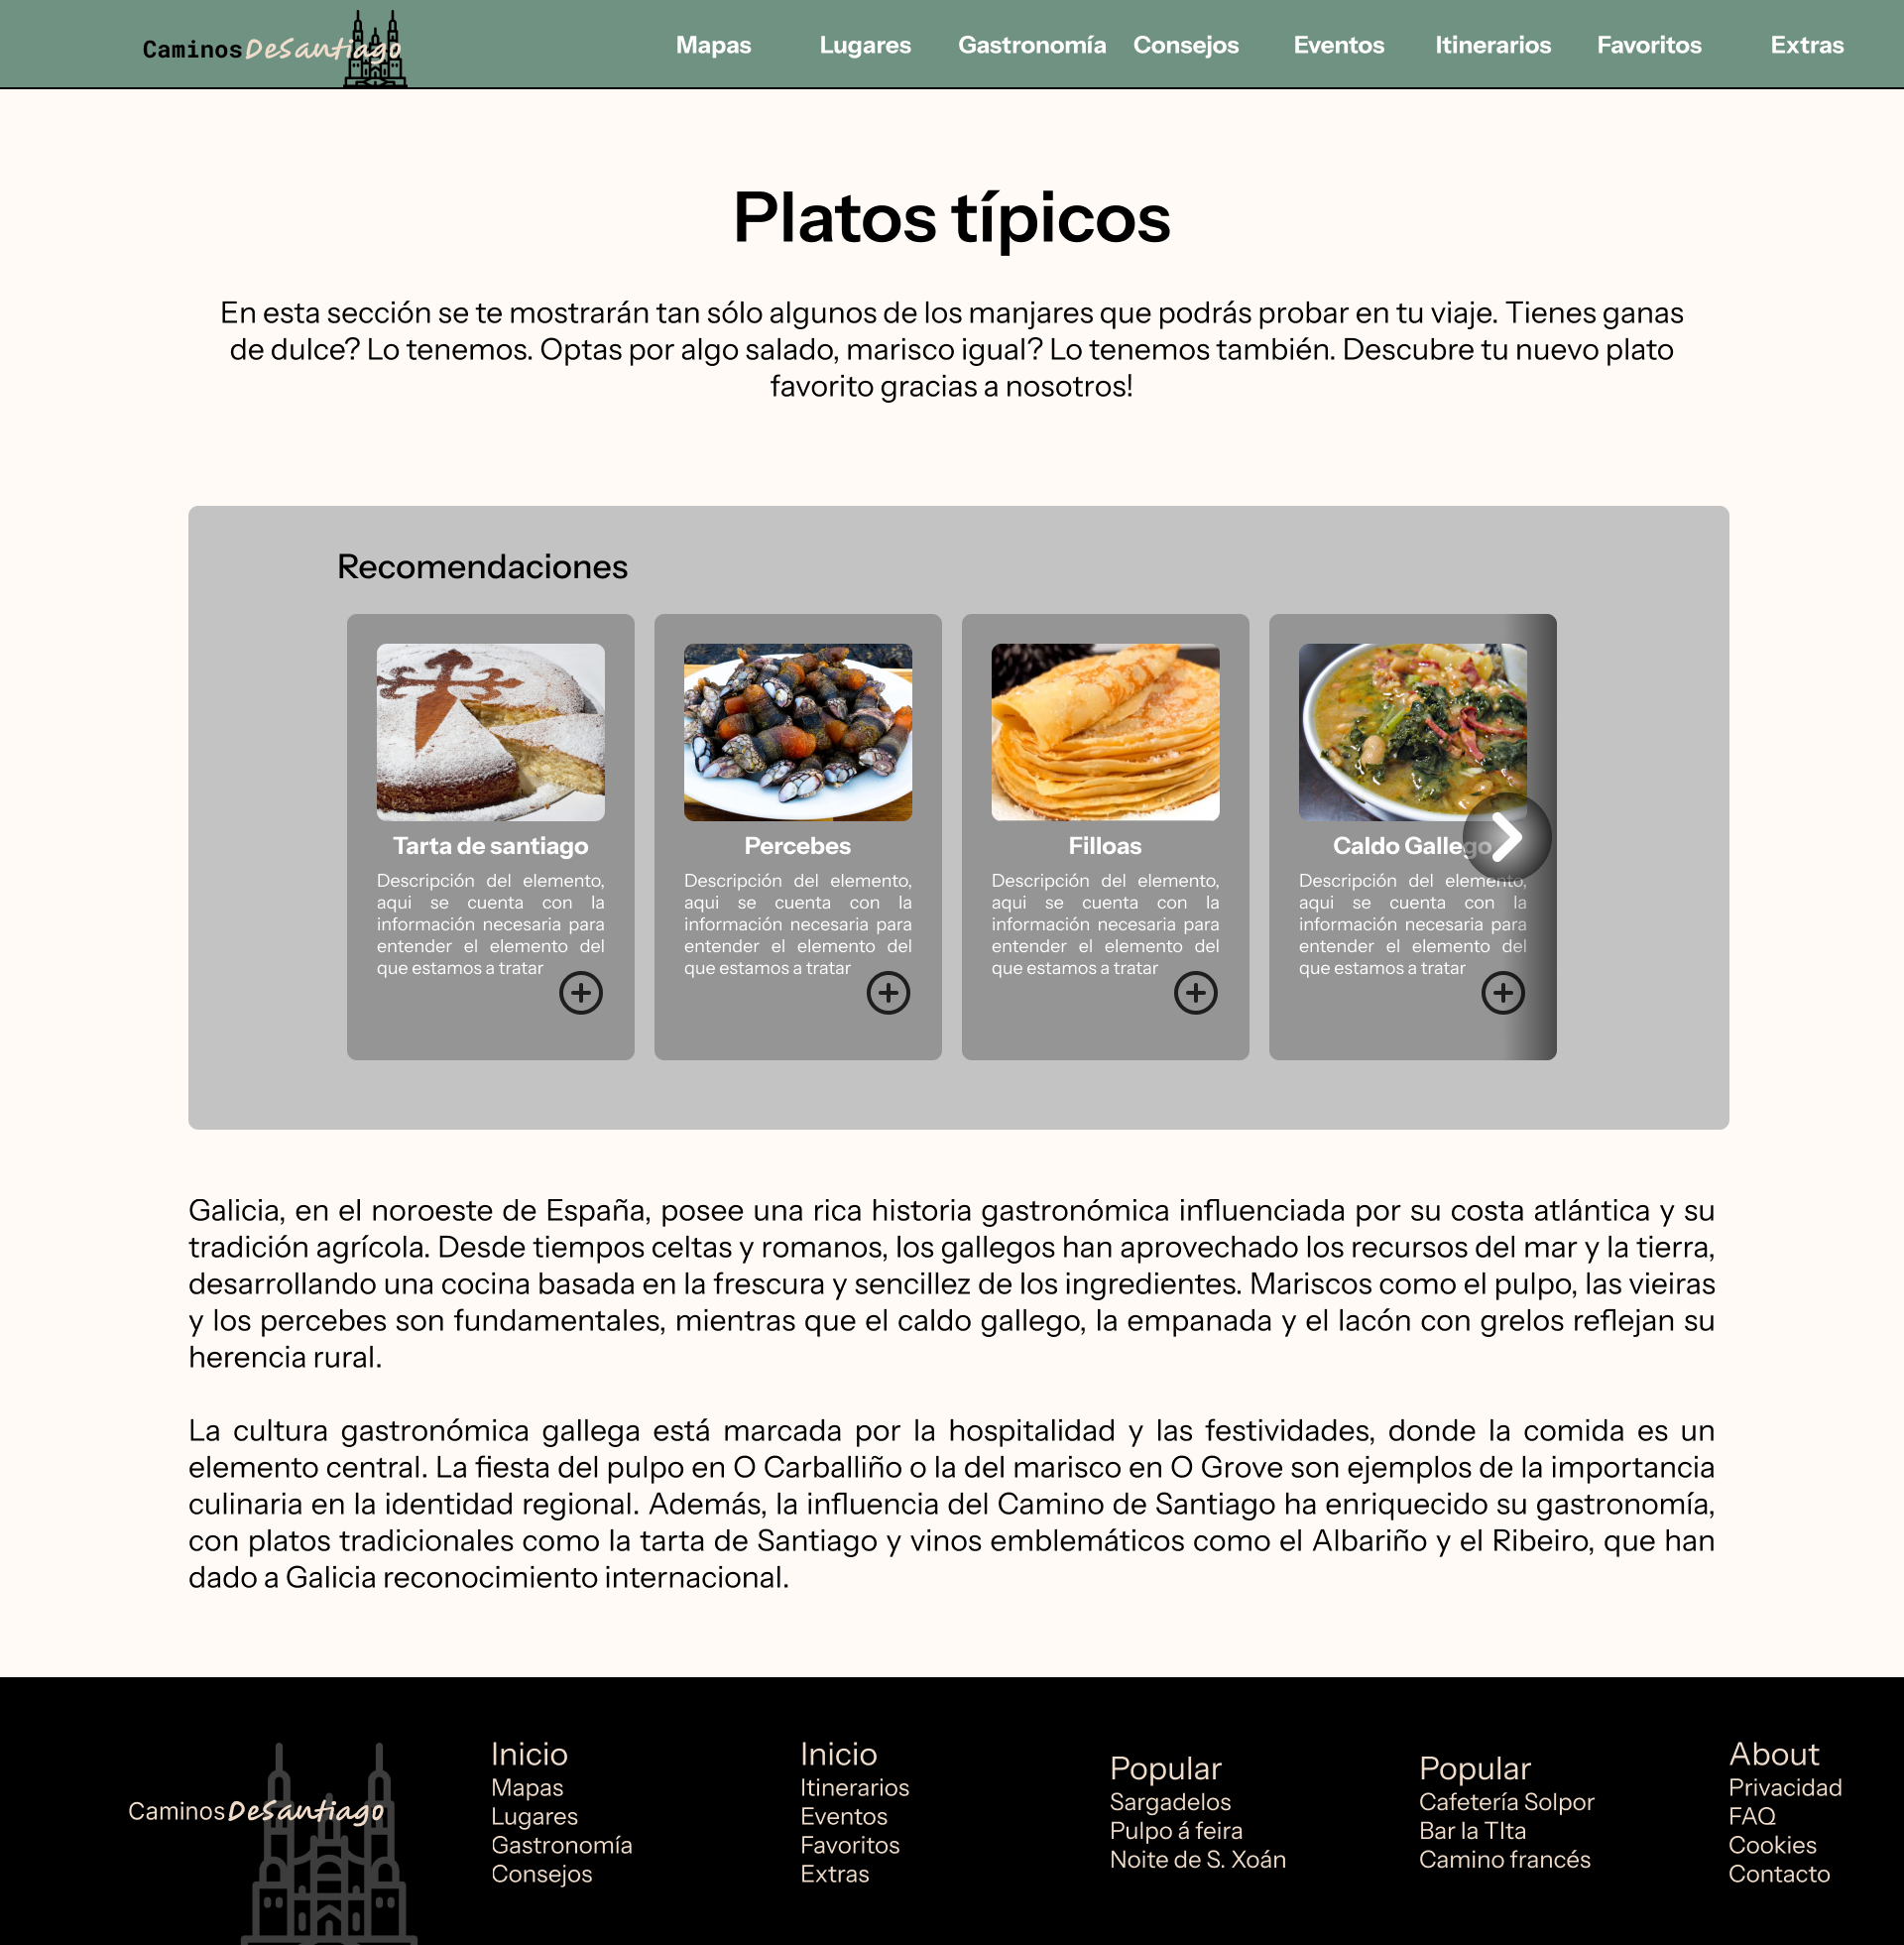 CaminosDeSantiago
Mapas Lugares Gastronomía Consejos Eventos Itinerarios Favoritos Extras
Platos típicos
En esta sección se te mostrarán tan sólo algunos de los manjares que podrás probar en tu viaje. Tienes ganas
de dulce? Lo tenemos. Optas por algo salado, marisco igual? Lo tenemos también. Descubre tu nuevo plato
favorito gracias a nosotros!
Recomendaciones
Tarta de santiago
Descripción del elemento,
aqui se cuenta con la
información necesaria para
entender el elemento del
que estamos a tratar
Percebes
Descripción del elemento,
aqui se cuenta con la
información necesaria para
entender el elemento del
que estamos a tratar
Filloas
Descripción del elemento,
aqui se cuenta con la
información necesaria para
entender el elemento del
que estamos a tratar
Caldo Gallego
Descripción del elemento,
aqui se cuenta con la
información necesaria para
entender el elemento del
que estamos a tratar
Galicia, en el noroeste de España, posee una rica historia gastronómica influenciada por su costa atlántica y su
tradición agrícola. Desde tiempos celtas y romanos, los gallegos han aprovechado los recursos del mar y la tierra,
desarrollando una cocina basada en la frescura y sencillez de los ingredientes. Mariscos como el pulpo, las vieiras
y los percebes son fundamentales, mientras que el caldo gallego, la empanada y el lacón con grelos reflejan su
herencia rural.
La cultura gastronómica gallega está marcada por la hospitalidad y las festividades, donde la comida es un
elemento central. La fiesta del pulpo en O Carballiño o la del marisco en O Grove son ejemplos de la importancia
culinaria en la identidad regional. Además, la influencia del Camino de Santiago ha enriquecido su gastronomía,
con platos tradicionales como la tarta de Santiago y vinos emblemáticos como el Albariño y el Ribeiro, que han
dado a Galicia reconocimiento internacional.
CaminosDeSantiago
Inicio
Mapas
Lugares
Gastronomía
Consejos
Inicio
Itinerarios
Eventos
Favoritos
Extras
Popular
Sargadelos
Pulpo á feira
Noite de S. Xoán
Popular
Cafetería Solpor
Bar la TIta
Camino francés
About
Privacidad
FAQ
Cookies
Contacto